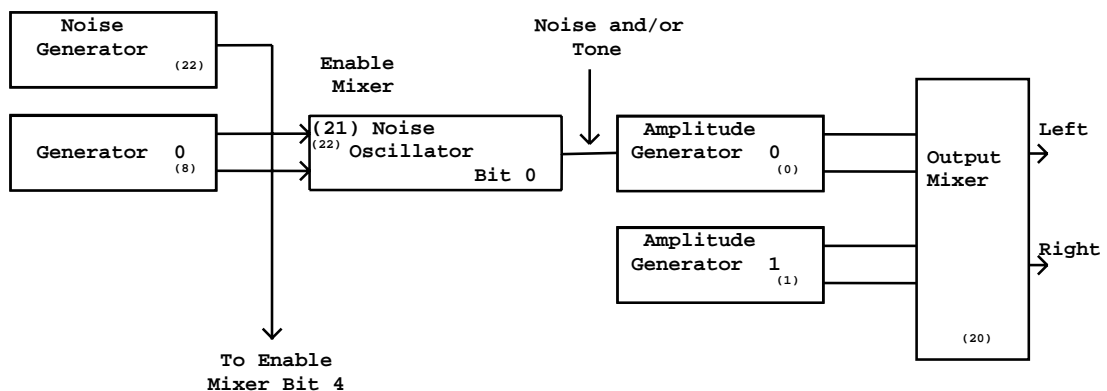 Noise
Generator
(22)
Noise and/or
Tone
Enable
Mixer
Generator 0
(8)
(21) Noise
(22) Oscillator
Bit 0
Amplitude
Generator 0
(0)
Output
Mixer
Left
Amplitude
Generator 1
(1)
Right
(20)
To Enable
Mixer Bit 4